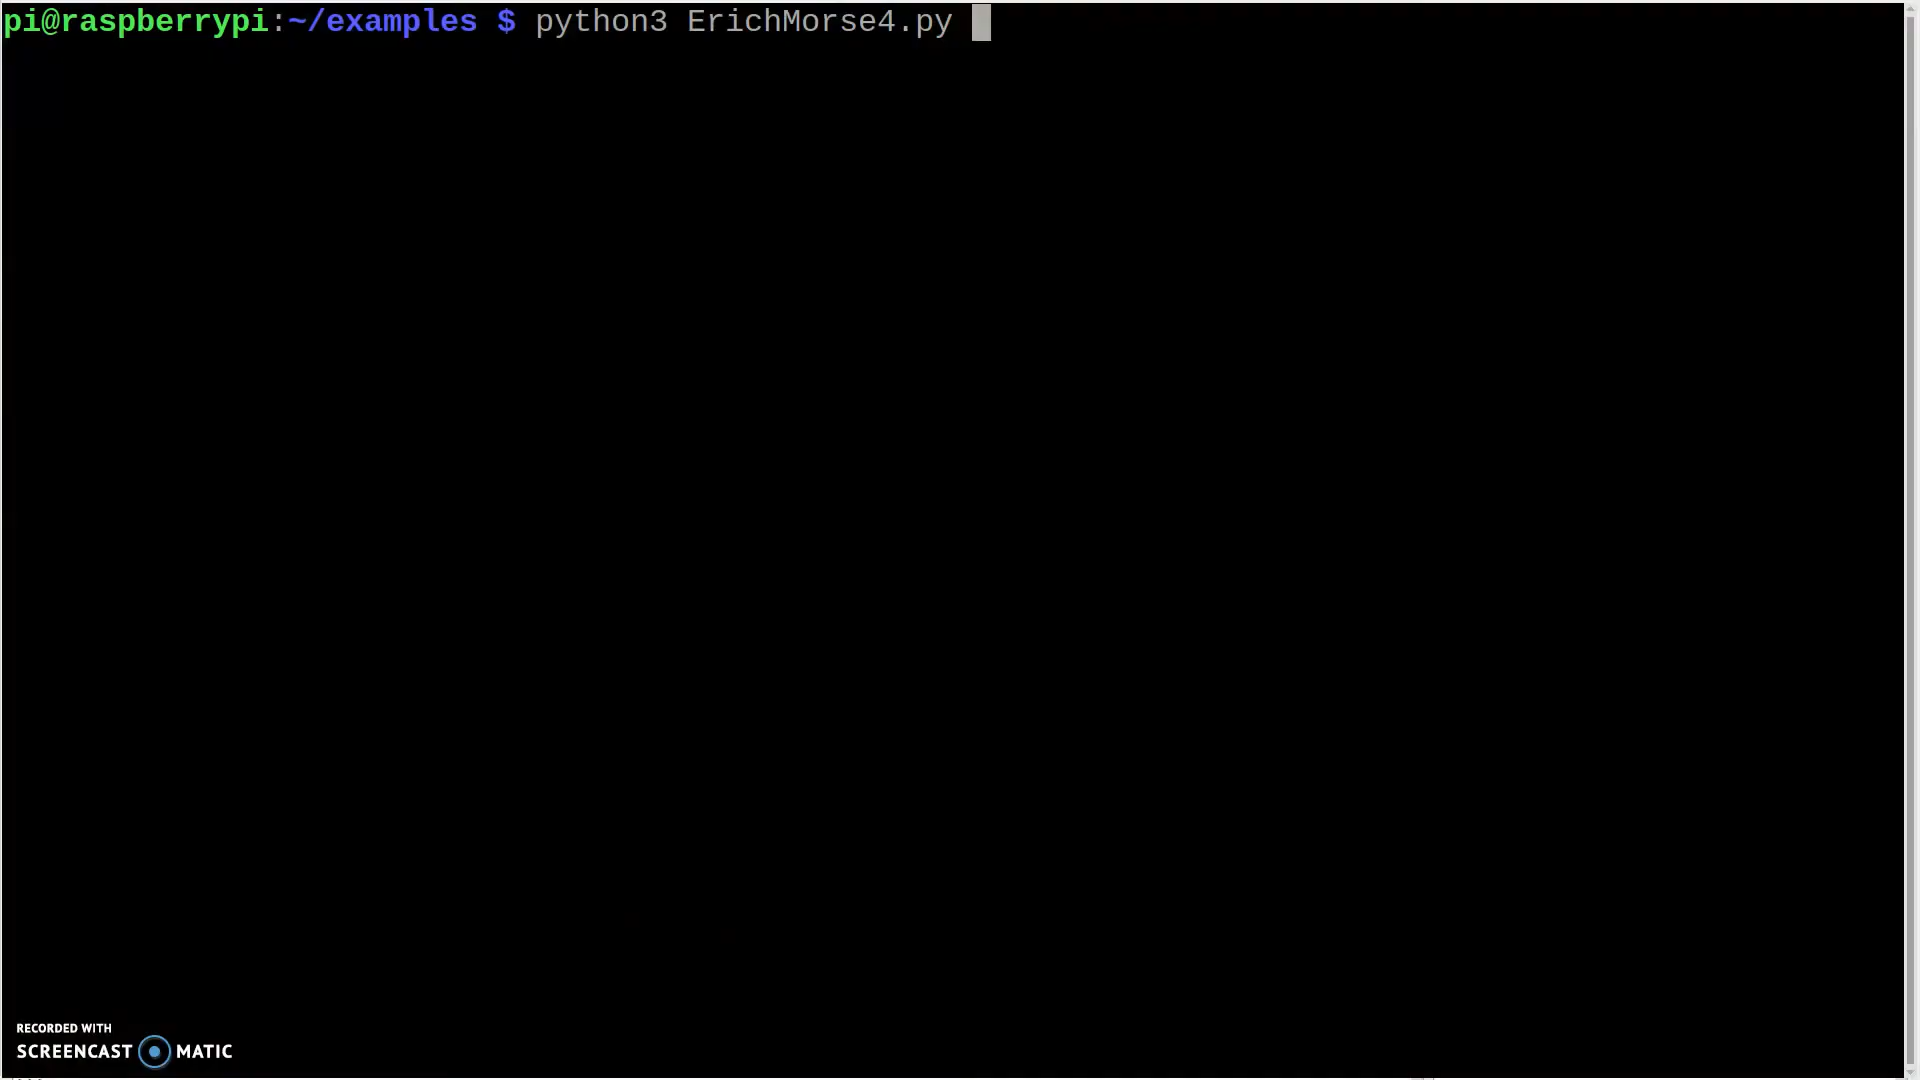 pi@raspberrypi:~/examples $ python3 ErichMorse4.py
RECORDED WITH
SCREENCAST MATIC